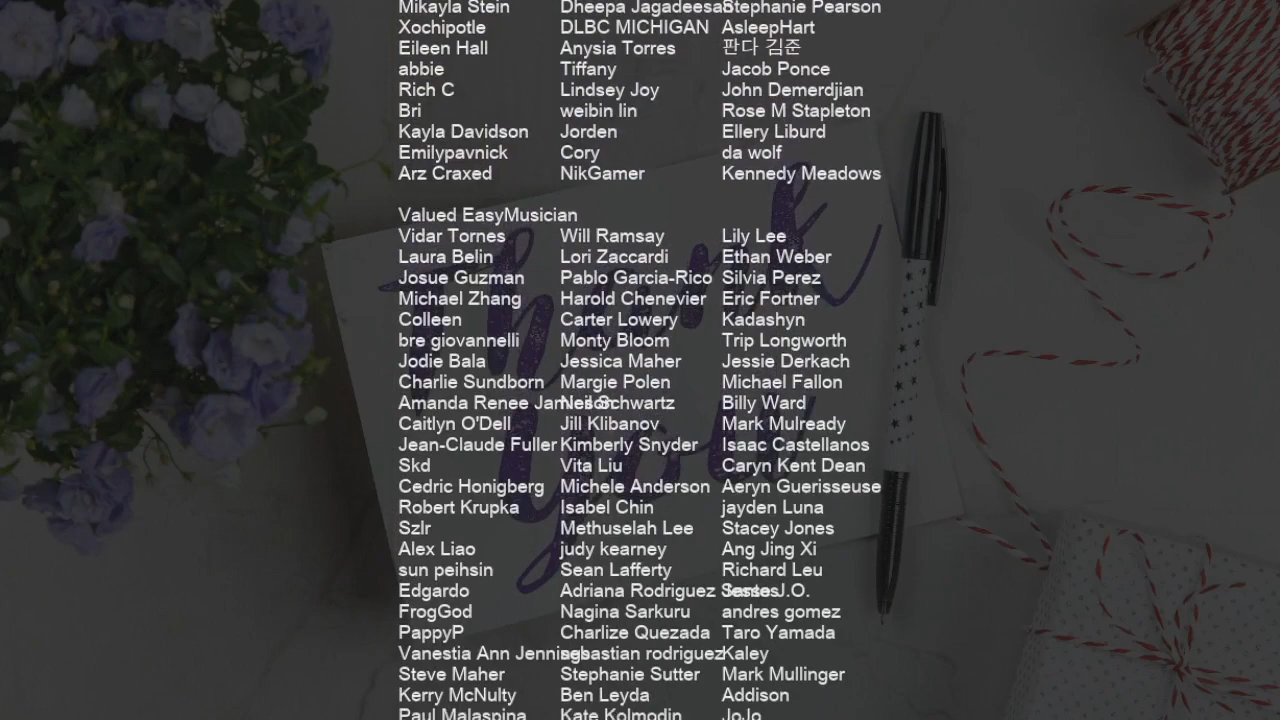 Mikayla Stein Dheepa Jagadeesan Stephanie Pearson
Xochipotle DLBC MICHIGAN AsleepHart
Eileen Hall Anysia Torres 판다 김준
abbie Tiffany Jacob Ponce
Rich C Lindsey Joy John Demerdjian
Bri weibin lin Rose M Stapleton
Kayla Davidson Jorden Ellery Liburd
Emilypavnick Cory da wolf
Arz Craxed NikGamer Kennedy Meadows
Valued EasyMusician
Vidar Tornes Will Ramsay Lily Lee
Laura Belin Lori Zaccardi Ethan Weber
Josue Guzman Pablo Garcia-Rico Silvia Perez
Michael Zhang Harold Chenevier Eric Fortner
Colleen Carter Lowery Kadashyn
bre giovannelli Monty Bloom Trip Longworth
Jodie Bala Jessica Maher Jessie Derkach
Charlie Sundborn Margie Polen Michael Fallon
Amanda Renee Jamieson Neil Schwartz Billy Ward
Caitlyn O'Dell Jill Klibanov Mark Mulready
Jean-Claude Fuller Kimberly Snyder Isaac Castellanos
Skd Vita Liu Caryn Kent Dean
Cedric Honigberg Michele Anderson Aeryn Guerisseuse
Robert Krupka Isabel Chin jayden Luna
Szlr Methuselah Lee Stacey Jones
Alex Liao judy kearney Ang Jing Xi
sun peihsin Sean Lafferty Richard Leu
Edgardo Adriana Rodriguez J.O.
FrogGod Nagina Sarkuru andres gomez
PappyP Charlize Quezada Taro Yamada
Vanestia Ann Jennings sebastian rodriguez Kaley
Steve Maher Stephanie Sutter Mark Mullinger
Kerry McNulty Ben Leyda Addison
Paul Malaspina Kate Kolmodin JoJo
Thank
you